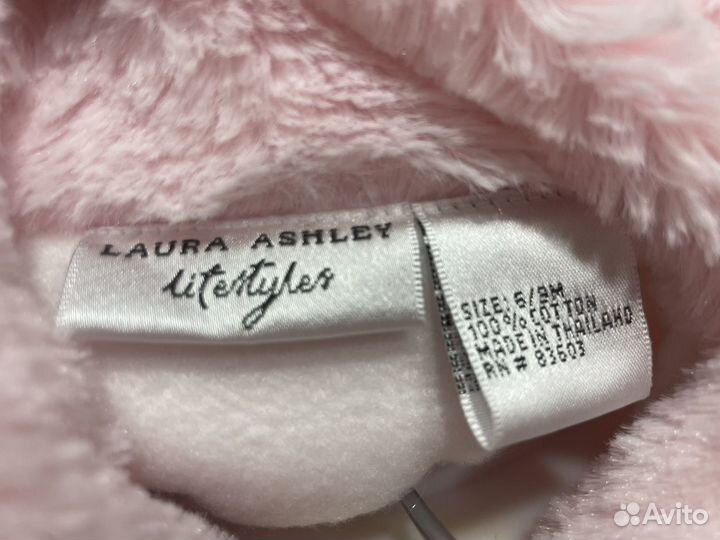 LAURA ASHLEY
lifestyles
SIZE: 6/9M
100% COTTON
MADE IN THAILAND
RN# 83603
Avito